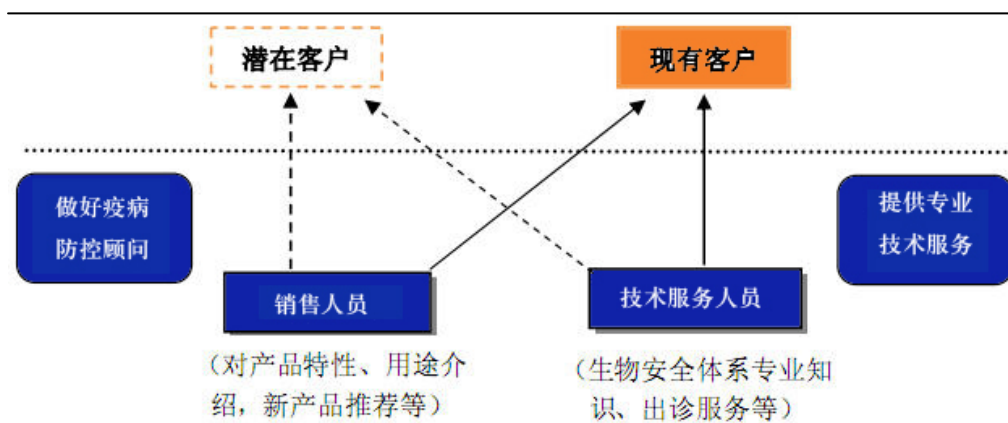 潜在客户
现有客户
做好疫病
防控顾问
提供专业
技术服务
销售人员
技术服务人员
（对产品特性、用途介
绍，新产品推荐等）
（生物安全体系专业知
识、出诊服务等）